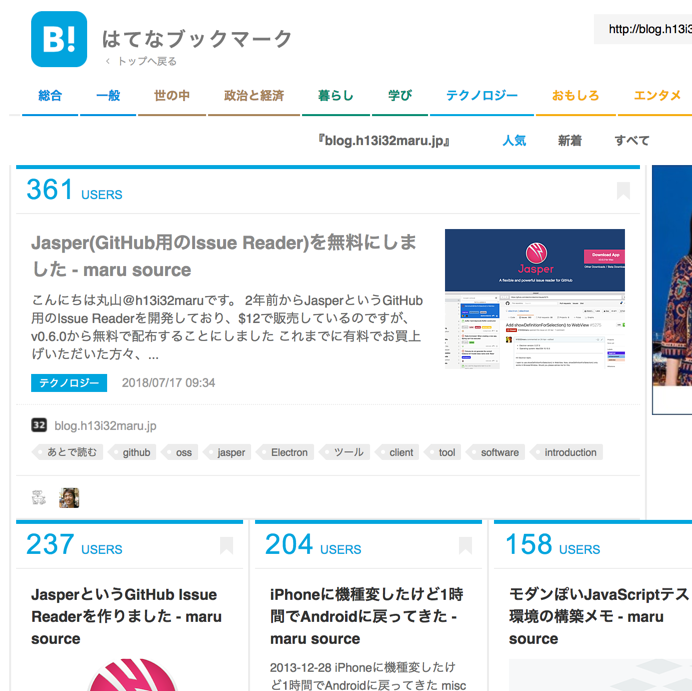 B!
はてなブックマーク
トップへ戻る
http://blog.h13i3
総合 一般 世の中 政治と経済 暮らし 学び テクノロジー おもしろ エンタメ
『blog.h13i32maru.jp』 人気 新着 すべて
361 USERS
Jasper(GitHub用のIssue Reader)を無料にしま
した - maru source
こんにちは丸山@h13i32maruです。 2年前からJasperというGitHub
用のIssue Readerを開発しており、$12で販売しているのですが、
v0.6.0から無料で配布することにしました これまでに有料でお買上
げいただいた方々、...
Jasper
A flexible and powerful issue reader for GitHub
Download App
Add showDefinitionForSelection() to WebView
テクノロジー 2018/07/17 09:34
32 blog.h13i32maru.jp
あとで読む github oss jasper Electron ツール client tool software introduction
237 USERS
JasperというGitHub Issue
Readerを作りました - maru
source
204 USERS
iPhoneに機種変したけど1時
間でAndroidに戻ってきた -
maru source
2013-12-28 iPhoneに機種変したけ
ど1時間でAndroidに戻ってきた misc
158 USERS
モダンぽいJavaScriptテス
環境の構築メモ - maru
source